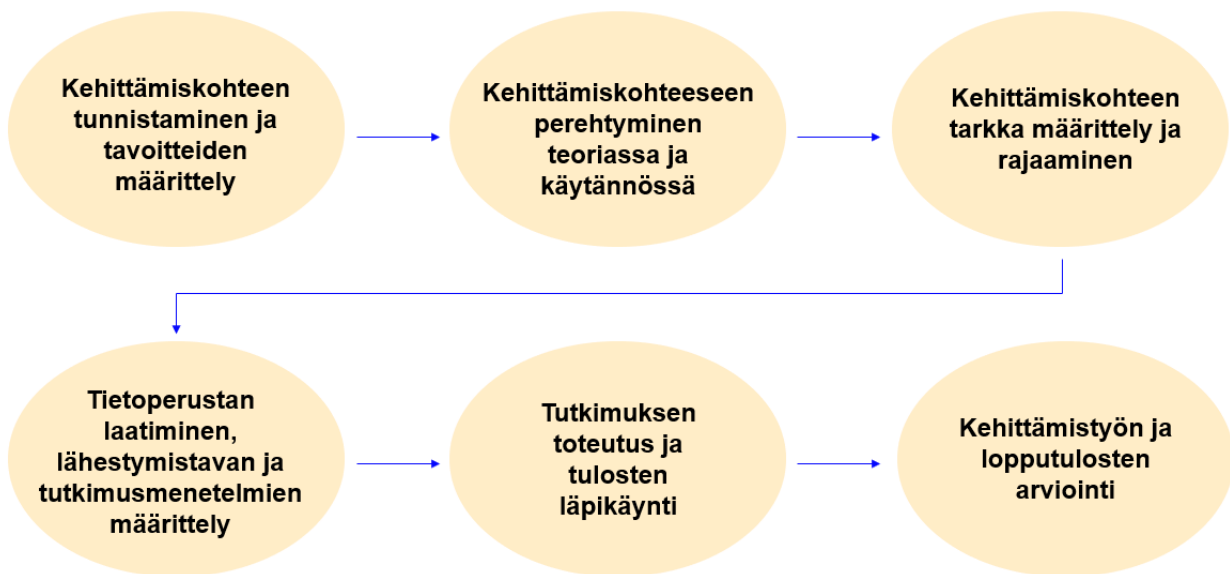 Kehittämiskohteen
tunnistaminen ja
tavoitteiden
määrittely
Kehittämiskohteeseen
perehtyminen
teoriassa ja
käytännössä
Kehittämiskohteen
tarkka määrittely ja
rajaaminen
Tietoperustan
laatiminen,
lähestymistavan ja
tutkimusmenetelmien
määrittely
Tutkimuksen
toteutus ja
tulosten
läpikäynti
Kehittämistyön ja
lopputulosten
arviointi